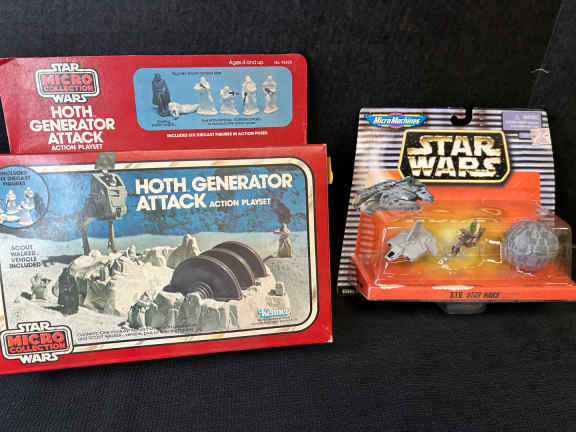 STAR
MICRO
COLLECTION
WARS
HOTH
GENERATOR
ATTACK
ACTION PLAYSET
Ages 4 and up
INCLUDES SIX DIECAST FIGURES IN ACTION POSES
INCLUDES
SIX DIECAST
FIGURES
HOTH GENERATOR
ATTACK ACTION PLAYSET
SCOUT
WALKER
VEHICLE
INCLUDED
STAR
MICRO
COLLECTION
WARS
Kenner
MicroMachines
STAR
WARS